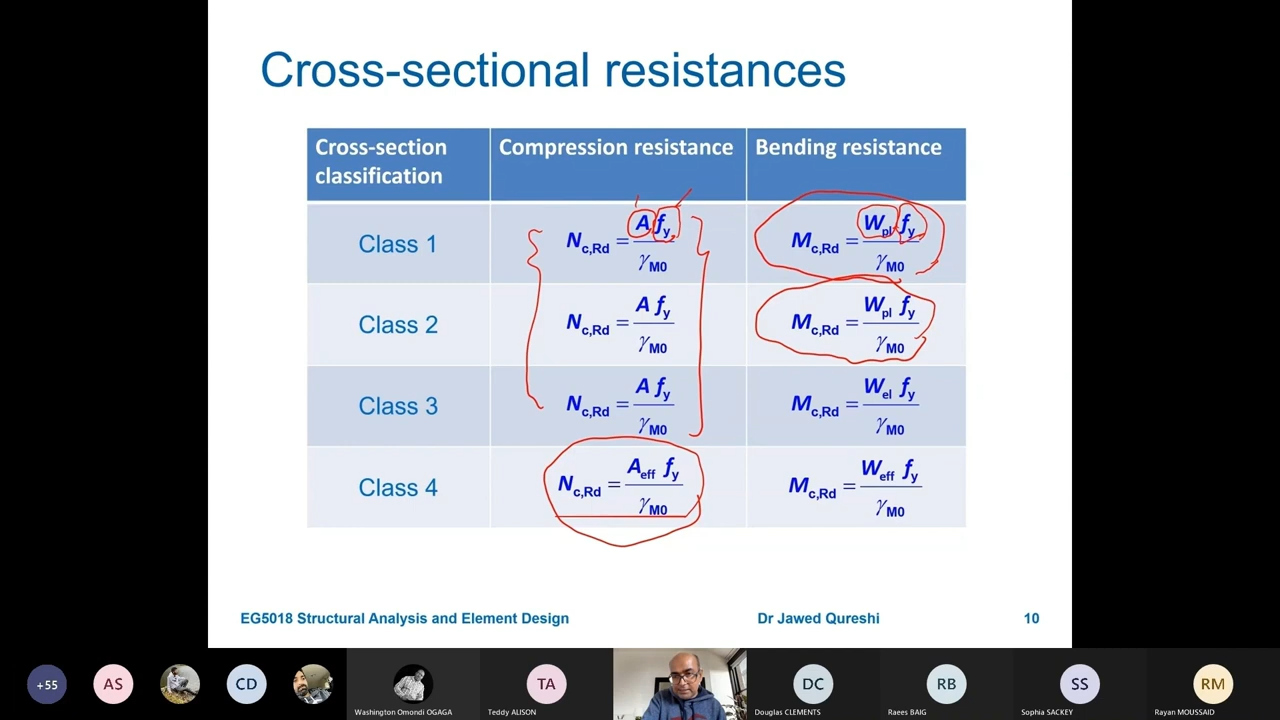 Cross-sectional resistances
Cross-section classification
Compression resistance
Bending resistance
Class 1
N_c,Rd = A f_y / γ_M0
M_c,Rd = W_pl f_y / γ_M0
Class 2
N_c,Rd = A f_y / γ_M0
M_c,Rd = W_pl f_y / γ_M0
Class 3
N_c,Rd = A f_y / γ_M0
M_c,Rd = W_el f_y / γ_M0
Class 4
N_c,Rd = A_eff f_y / γ_M0
M_c,Rd = W_eff f_y / γ_M0
EG5018 Structural Analysis and Element Design
Dr Jawed Qureshi
10
+55
AS
CD
Washington Omondi OGAGA
TA
Teddy ALISON
DC
Douglas CLEMENTS
RB
Raees BAIG
SS
Sophia SACKEY
RM
Rayan MOUSSAID